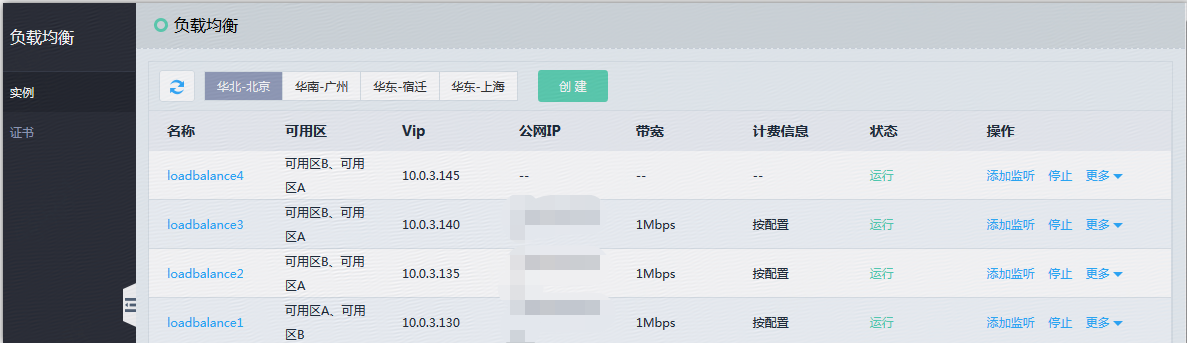 负载均衡
负载均衡
实例
证书
华北-北京 华南-广州 华东-宿迁 华东-上海 创建
名称 可用区 Vip 公网IP 带宽 计费信息 状态 操作
loadbalance4 可用区B、可用区A 10.0.3.145 -- -- -- 运行 添加监听 停止 更多
loadbalance3 可用区B、可用区A 10.0.3.140 1Mbps 按配置 运行 添加监听 停止 更多
loadbalance2 可用区B、可用区A 10.0.3.135 1Mbps 按配置 运行 添加监听 停止 更多
loadbalance1 可用区A、可用区B 10.0.3.130 1Mbps 按配置 运行 添加监听 停止 更多